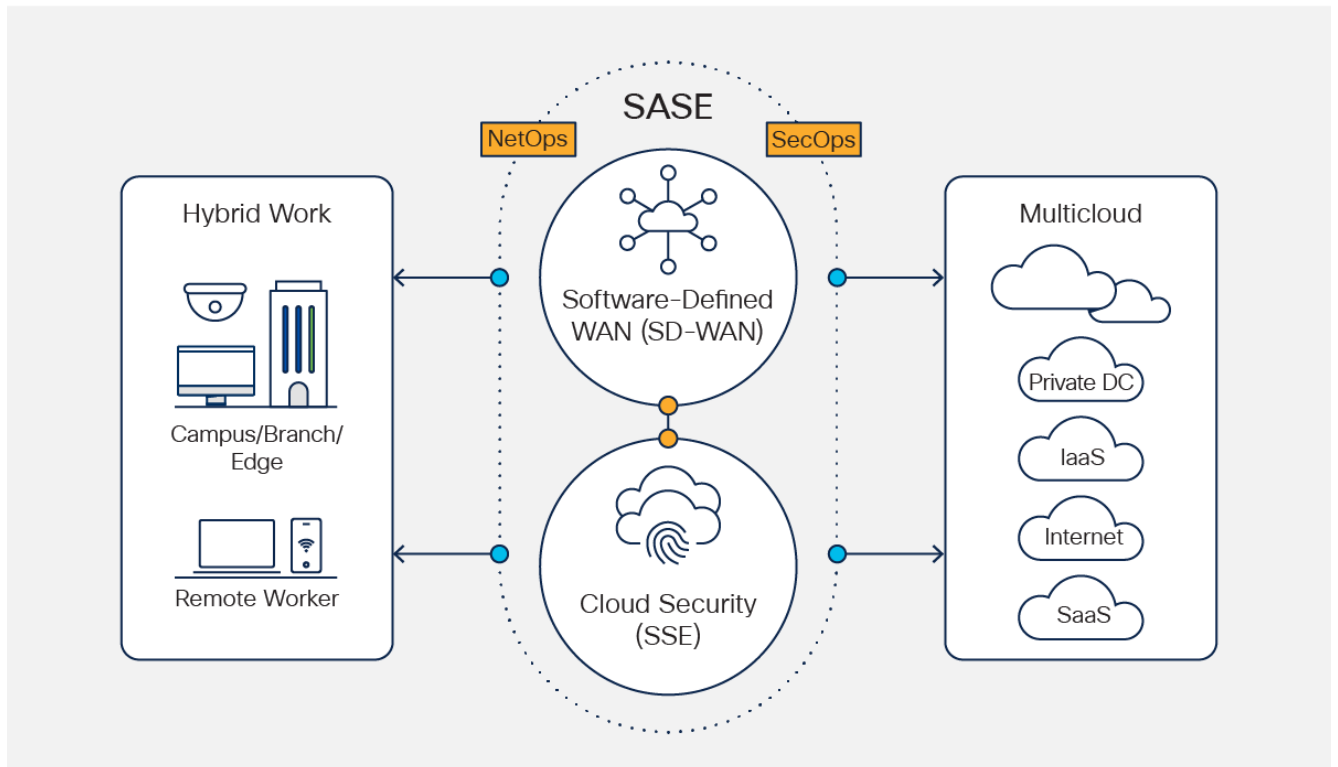 SASE
NetOps
SecOps
Hybrid Work
Campus/Branch/
Edge
Remote Worker
Software-Defined
WAN (SD-WAN)
Cloud Security
(SSE)
Multicloud
Private DC
IaaS
Internet
SaaS